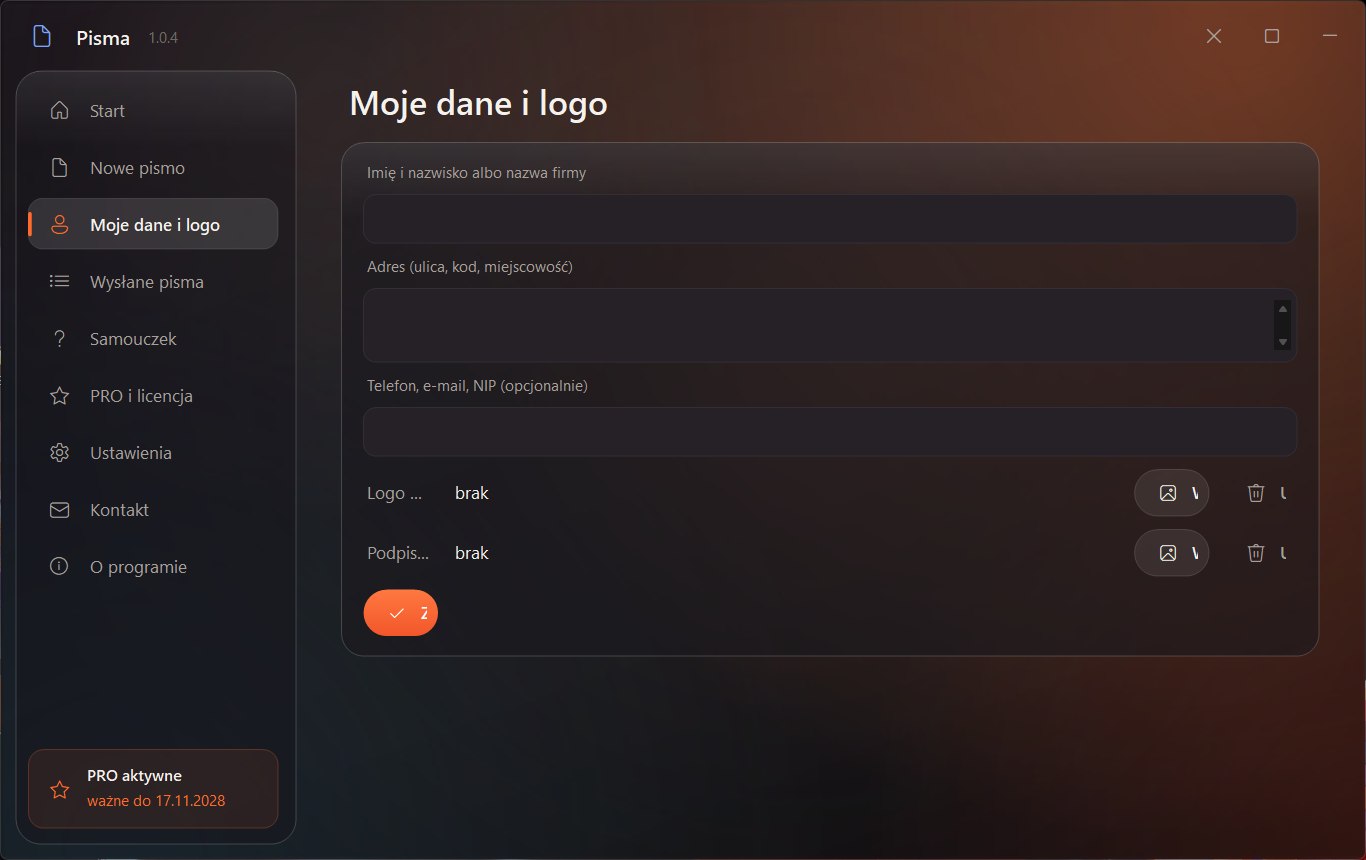 Pisma 1.0.4
Start
Nowe pismo
Moje dane i logo
Wysłane pisma
Samouczek
PRO i licencja
Ustawienia
Kontakt
O programie
PRO aktywne
ważne do 17.11.2028
Moje dane i logo
Imię i nazwisko albo nazwa firmy
Adres (ulica, kod, miejscowość)
Telefon, e-mail, NIP (opcjonalnie)
Logo ... brak
Podpis... brak